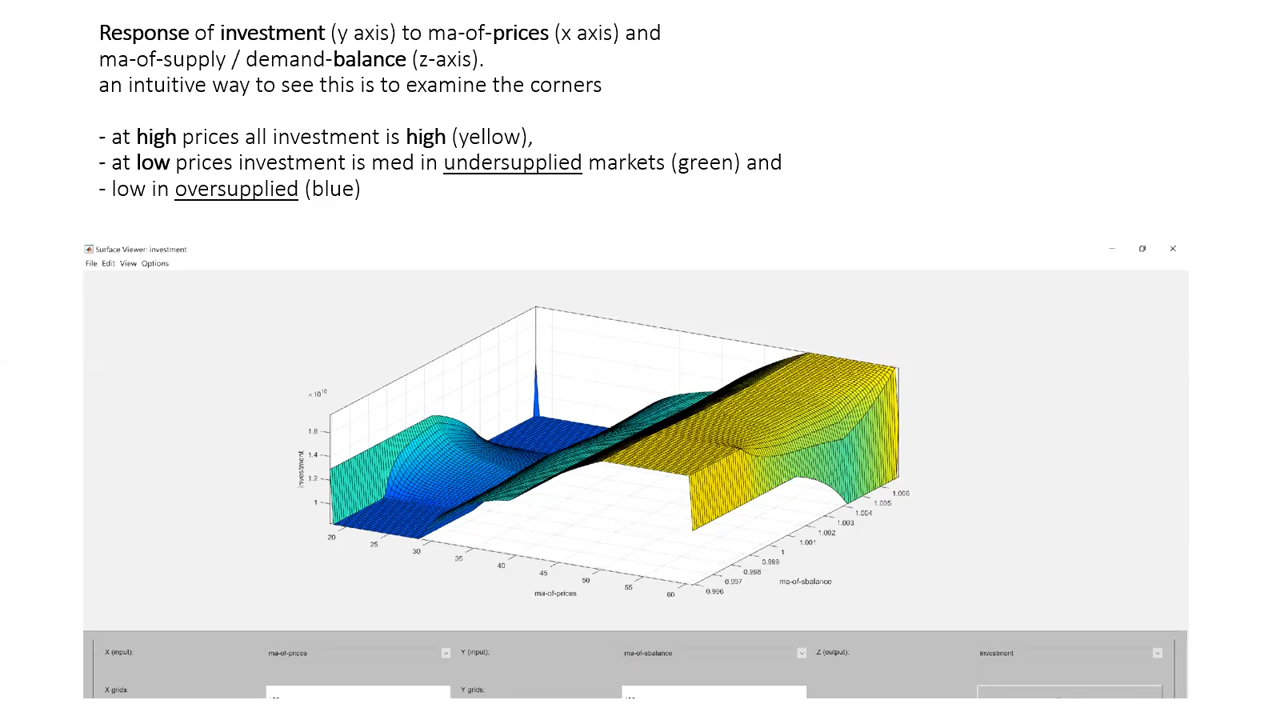 Response of investment (y axis) to ma-of-prices (x axis) and
ma-of-supply / demand-balance (z-axis).
an intuitive way to see this is to examine the corners
- at high prices all investment is high (yellow),
- at low prices investment is med in undersupplied markets (green) and
- low in oversupplied (blue)
Surface Viewer: investment
File Edit View Options
×10^10
1.6
1.4
1.2
1
investment
20
25
30
35
40
45
50
55
60
ma-of-prices
0.996
0.997
0.998
0.999
1
1.001
1.002
1.003
1.004
1.005
1.006
ma-of-sbalance
X (input): ma-of-prices Y (input): ma-of-sbalance Z (output): investment
X grids: Y grids: